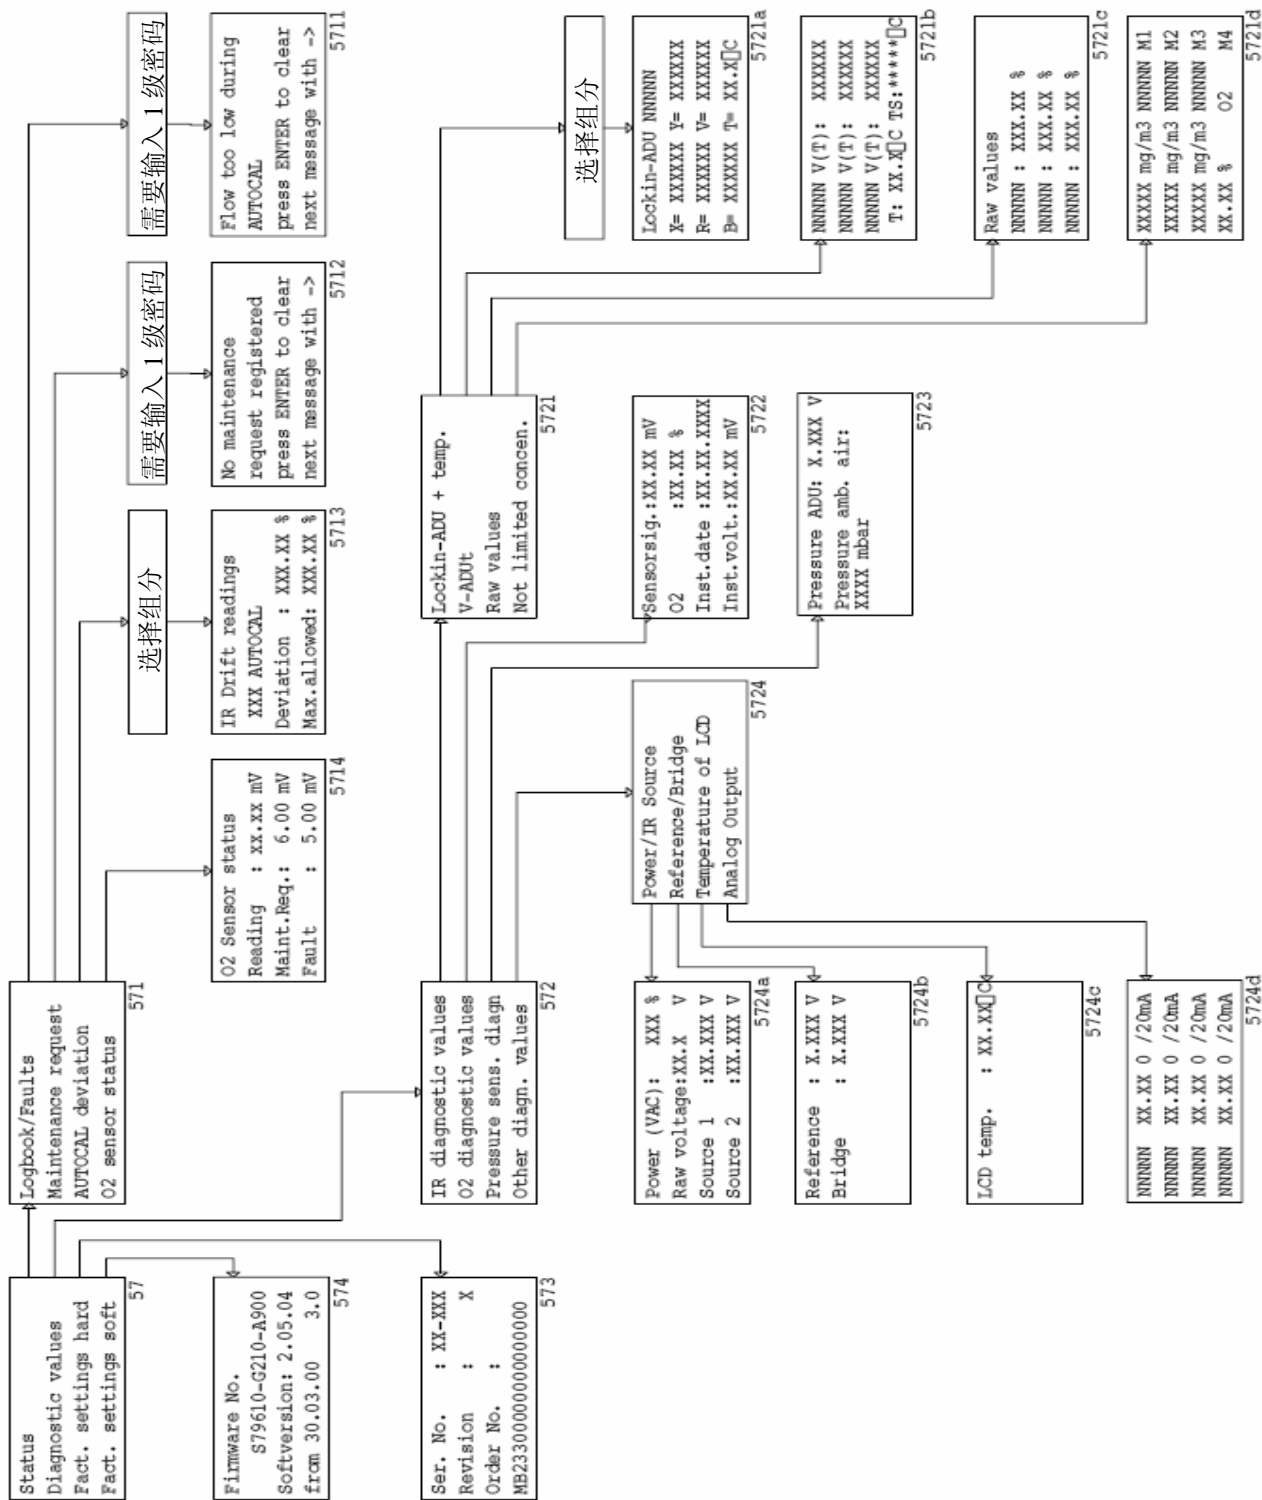 Status
Diagnostic values
Fact. settings hard
Fact. settings soft
57
Firmware No.
S79610-G210-A900
Softversion: 2.05.04
from 30.03.00 3.0
574
Ser. No. : XX-XXX
Revision : X
Order No. :
MB233000000000000000
573
Logbook/Faults
Maintenance request
AUTOCAL deviation
O2 sensor status
571
O2 Sensor status
Reading : xx.xx mV
Maint.Req.: 6.00 mV
Fault : 5.00 mV
5714
选择组分
IR Drift readings
XXX AUTOCAL
Deviation : XXX.XX %
Max.allowed: XXX.XX %
5713
需要输入 1 级密码
No maintenance
request registered
press ENTER to clear
next message with ->
5712
需要输入 1 级密码
Flow too low during
AUTOCAL
press ENTER to clear
next message with ->
5711
IR diagnostic values
O2 diagnostic values
Pressure sens. diagn
Other diagn. values
572
Lockin-ADU + temp.
V-ADUt
Raw values
Not limited concen.
5721
选择组分
Lockin-ADU NNNNN
X= XXXXXX Y= XXXXXX
R= XXXXXX V= XXXXXX
B= XXXXXX T= XX.X▯C
5721a
NNNNN V(T): XXXXXX
NNNNN V(T): XXXXXX
NNNNN V(T): XXXXXX
T: XX.X▯C TS:*****▯C
5721b
Raw values
NNNNN : XXX.XX %
NNNNN : XXX.XX %
NNNNN : XXX.XX %
5721c
XXXXX mg/m3 NNNNN M1
XXXXX mg/m3 NNNNN M2
XXXXX mg/m3 NNNNN M3
XX.XX % O2 M4
5721d
Sensorsig.:XX.XX mV
O2 :XX.XX %
Inst.date :XX.XX.XXXX
Inst.volt.:XX.XX mV
5722
Pressure ADU: X.XXX V
Pressure amb. air:
XXXX mbar
5723
Power/IR Source
Reference/Bridge
Temperature of LCD
Analog Output
5724
Power (VAC): XXX %
Raw voltage:XX.X V
Source 1 :XX.XXX V
Source 2 :XX.XXX V
5724a
Reference : X.XXX V
Bridge : X.XXX V
5724b
LCD temp. : XX.XX▯C
5724c
NNNNN XX.XX 0 /20mA
NNNNN XX.XX 0 /20mA
NNNNN XX.XX 0 /20mA
NNNNN XX.XX 0 /20mA
5724d